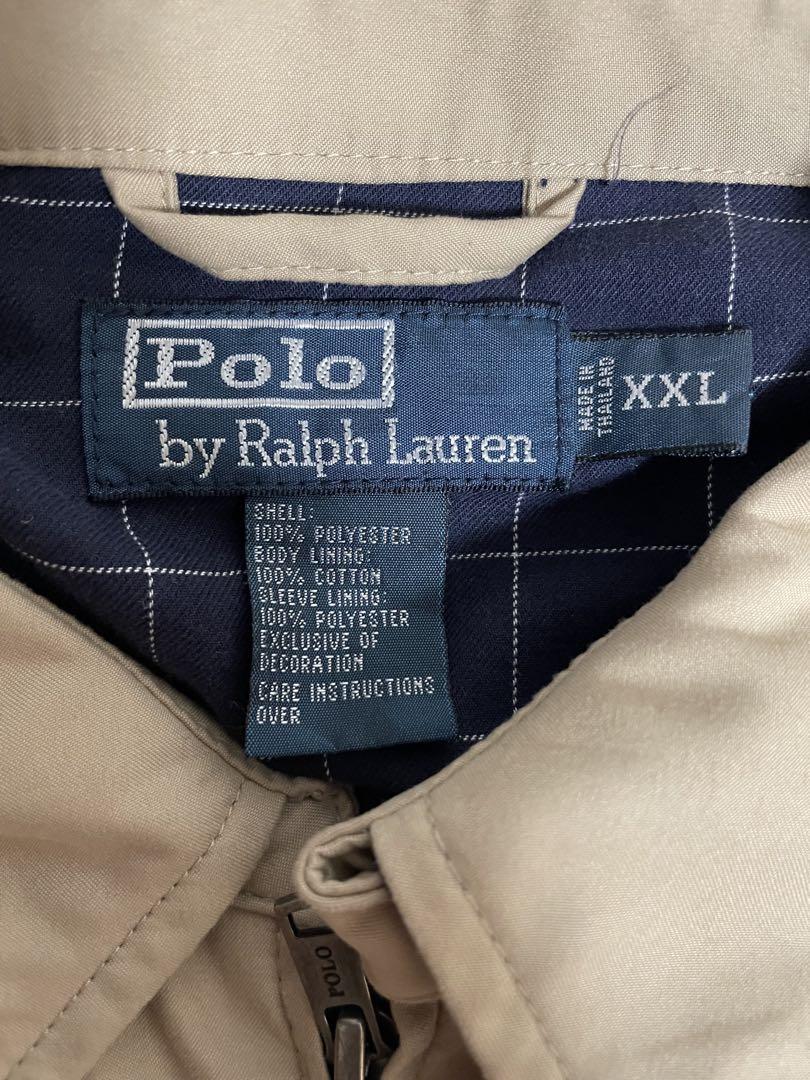 Polo
by Ralph Lauren
MADE IN
THAILAND
XXL
SHELL:
100% POLYESTER
BODY LINING:
100% COTTON
SLEEVE LINING:
100% POLYESTER
EXCLUSIVE OF
DECORATION
CARE INSTRUCTIONS
OVER
POLO